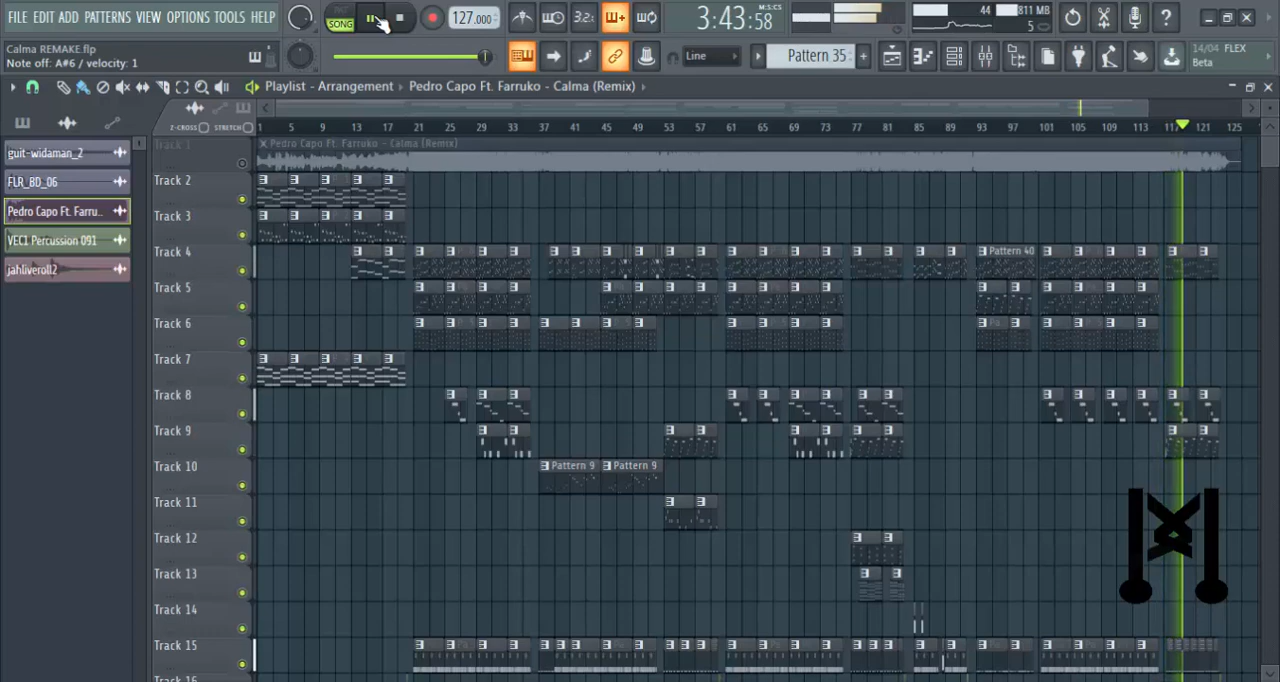 FILE EDIT ADD PATTERNS VIEW OPTIONS TOOLS HELP
SONG
127.000
3:43:58
M:S:CS
44
811 MB
5
Calma REMAKE.flp
Note off: A#6 / velocity: 1
Line
Pattern 35
14/04 FLEX
Beta
Playlist - Arrangement
Pedro Capo Ft. Farruko - Calma (Remix)
Z-CROSS
STRETCH
1 5 9 13 17 21 25 29 33 37 41 45 49 53 57 61 65 69 73 77 81 85 89 93 97 101 105 109 113 117 121 125
guit-widaman_2
FLR_BD_06
Pedro Capo Ft. Farru...
VEC1 Percussion 091
jahliveroll2
Track 1
Pedro Capo Ft. Farruko - Calma (Remix)
Track 2
Track 3
Track 4
Pattern 40
Track 5
Track 6
Track 7
Track 8
Track 9
Track 10
Pattern 9
Pattern 9
Track 11
Track 12
Track 13
Track 14
Track 15
Track 16